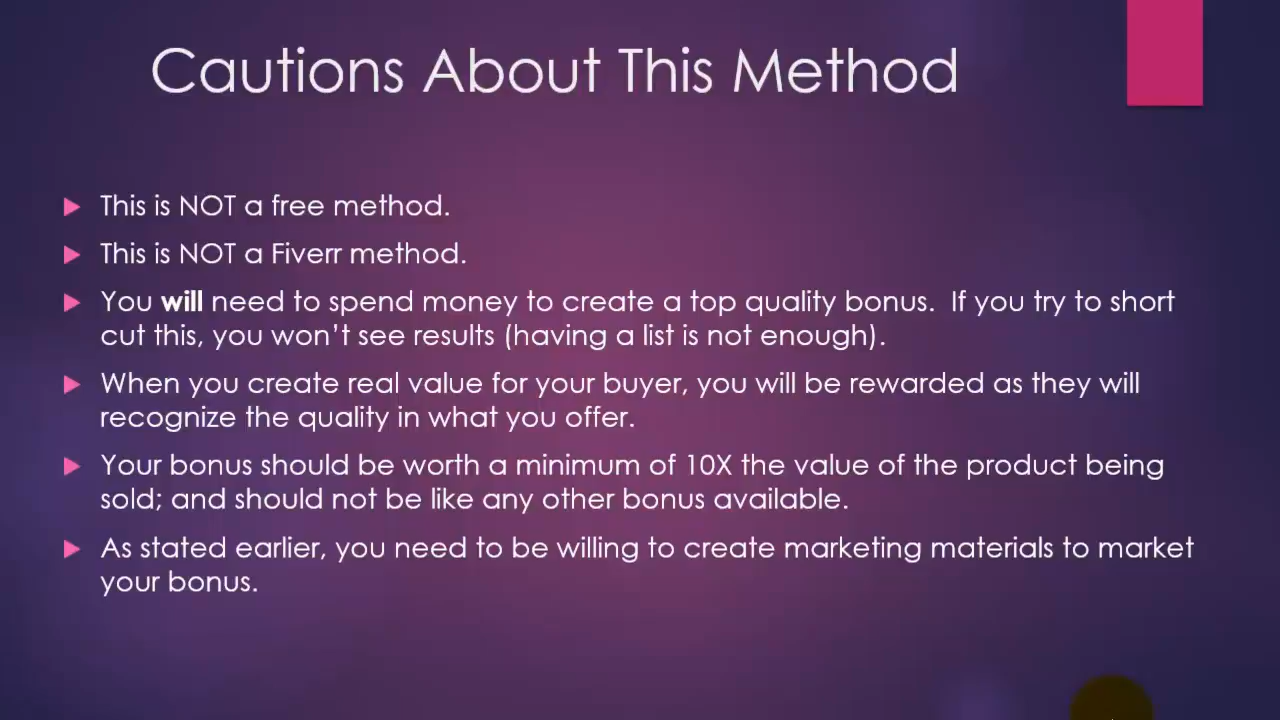 Cautions About This Method
This is NOT a free method.
This is NOT a Fiverr method.
You will need to spend money to create a top quality bonus.  If you try to short
cut this, you won't see results (having a list is not enough).
When you create real value for your buyer, you will be rewarded as they will
recognize the quality in what you offer.
Your bonus should be worth a minimum of 10X the value of the product being
sold; and should not be like any other bonus available.
As stated earlier, you need to be willing to create marketing materials to market
your bonus.